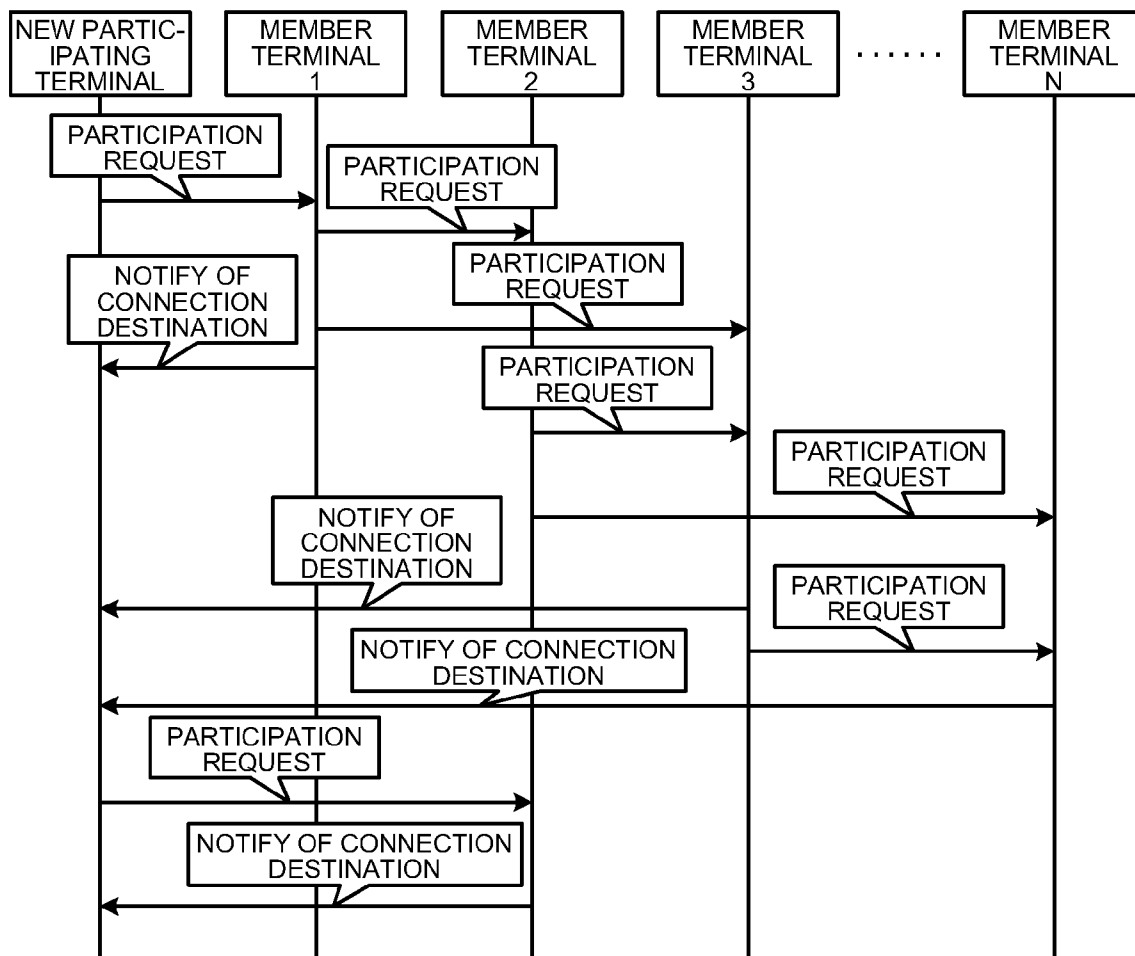 NEW PARTIC-
IPATING
TERMINAL
MEMBER
TERMINAL
1
MEMBER
TERMINAL
2
MEMBER
TERMINAL
3
......
MEMBER
TERMINAL
N
PARTICIPATION
REQUEST
PARTICIPATION
REQUEST
NOTIFY OF
CONNECTION
DESTINATION
PARTICIPATION
REQUEST
PARTICIPATION
REQUEST
PARTICIPATION
REQUEST
NOTIFY OF
CONNECTION
DESTINATION
PARTICIPATION
REQUEST
NOTIFY OF CONNECTION
DESTINATION
PARTICIPATION
REQUEST
NOTIFY OF CONNECTION
DESTINATION